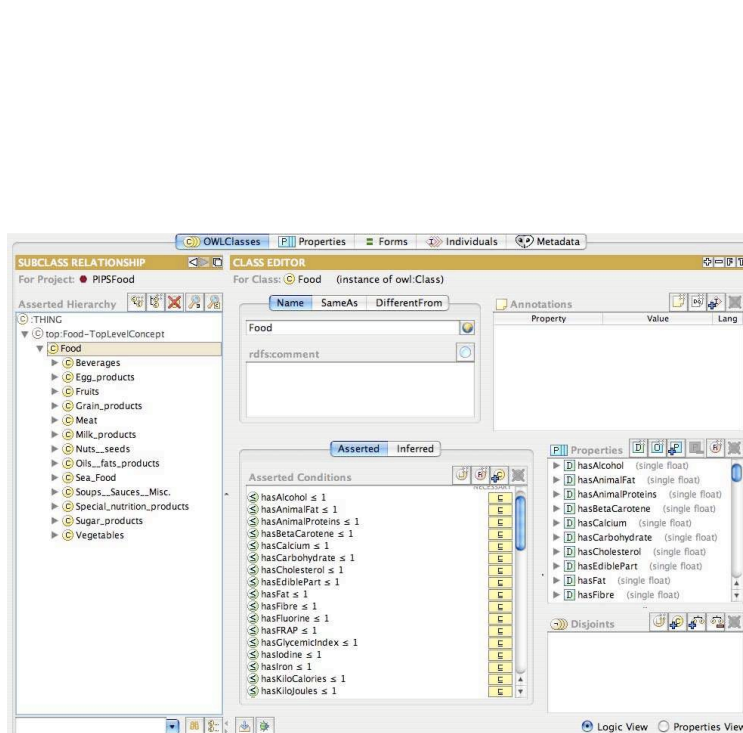 OWLClasses Properties Forms Individuals Metadata
SUBCLASS RELATIONSHIP
For Project: PIPSFood
Asserted Hierarchy
:THING
top:Food-TopLevelConcept
Food
Beverages
Egg_products
Fruits
Grain_products
Meat
Milk_products
Nuts__seeds
Oils__fats_products
Sea_Food
Soups__Sauces__Misc.
Special_nutrition_products
Sugar_products
Vegetables
CLASS EDITOR
For Class: Food (instance of owl:Class)
Name SameAs DifferentFrom
Food
rdfs:comment
Annotations
Property Value Lang
Asserted Inferred
Asserted Conditions
NECESSARY
hasAlcohol ≤ 1
hasAnimalFat ≤ 1
hasAnimalProteins ≤ 1
hasBetaCarotene ≤ 1
hasCalcium ≤ 1
hasCarbohydrate ≤ 1
hasCholesterol ≤ 1
hasEdiblePart ≤ 1
hasFat ≤ 1
hasFibre ≤ 1
hasFluorine ≤ 1
hasFRAP ≤ 1
hasGlycemicIndex ≤ 1
hasIodine ≤ 1
hasIron ≤ 1
hasKiloCalories ≤ 1
hasKiloJoules ≤ 1
Properties
hasAlcohol (single float)
hasAnimalFat (single float)
hasAnimalProteins (single float)
hasBetaCarotene (single float)
hasCalcium (single float)
hasCarbohydrate (single float)
hasCholesterol (single float)
hasEdiblePart (single float)
hasFat (single float)
hasFibre (single float)
Disjoints
Logic View Properties View